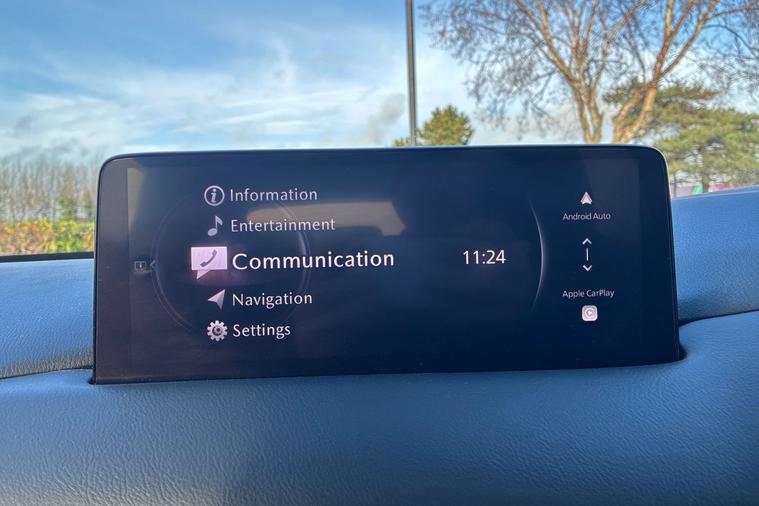 Information
Entertainment
Communication
11:24
Navigation
Settings
Android Auto
Apple CarPlay